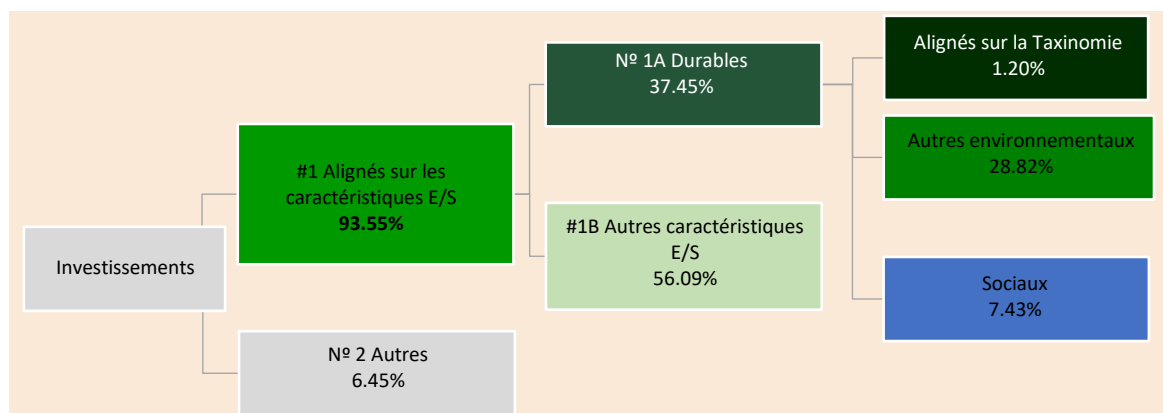 Investissements
#1 Alignés sur les
caractéristiques E/S
93.55%
Nº 2 Autres
6.45%
Nº 1A Durables
37.45%
#1B Autres caractéristiques
E/S
56.09%
Alignés sur la Taxinomie
1.20%
Autres environnementaux
28.82%
Sociaux
7.43%